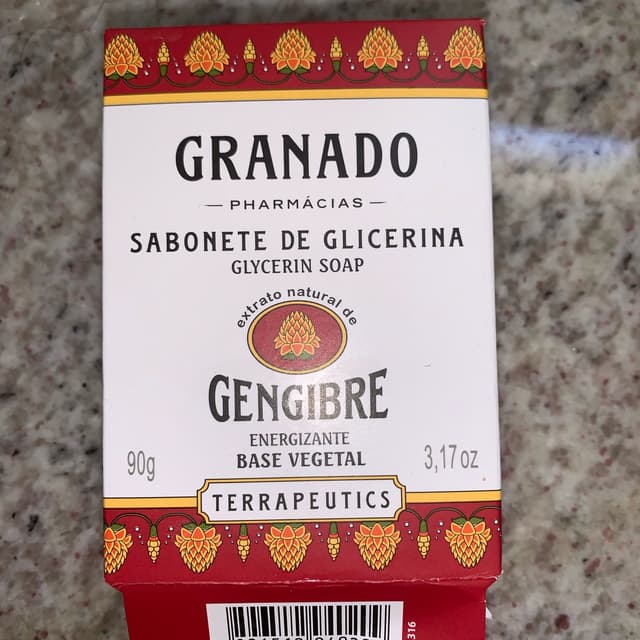 GRANADO
— PHARMÁCIAS —
SABONETE DE GLICERINA
GLYCERIN SOAP
extrato natural de
GENGIBRE
ENERGIZANTE
BASE VEGETAL
90g
3,17 oz
TERRAPEUTICS
316